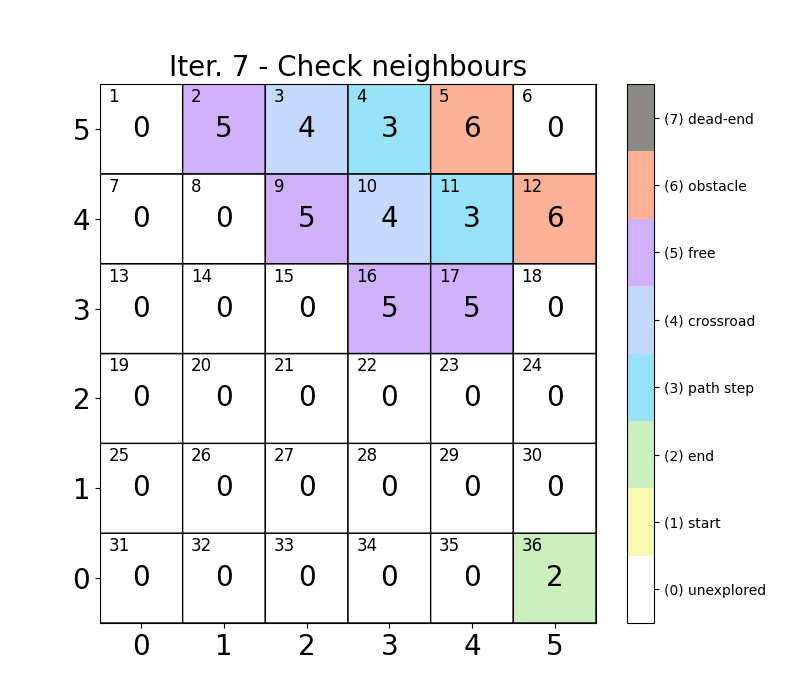 Iter. 7 - Check neighbours
5
1 2 3 4 5 6
0 5 4 3 6 0
4
7 8 9 10 11 12
0 0 5 4 3 6
3
13 14 15 16 17 18
0 0 0 5 5 0
2
19 20 21 22 23 24
0 0 0 0 0 0
1
25 26 27 28 29 30
0 0 0 0 0 0
0
31 32 33 34 35 36
0 0 0 0 0 2
0 1 2 3 4 5
(7) dead-end
(6) obstacle
(5) free
(4) crossroad
(3) path step
(2) end
(1) start
(0) unexplored